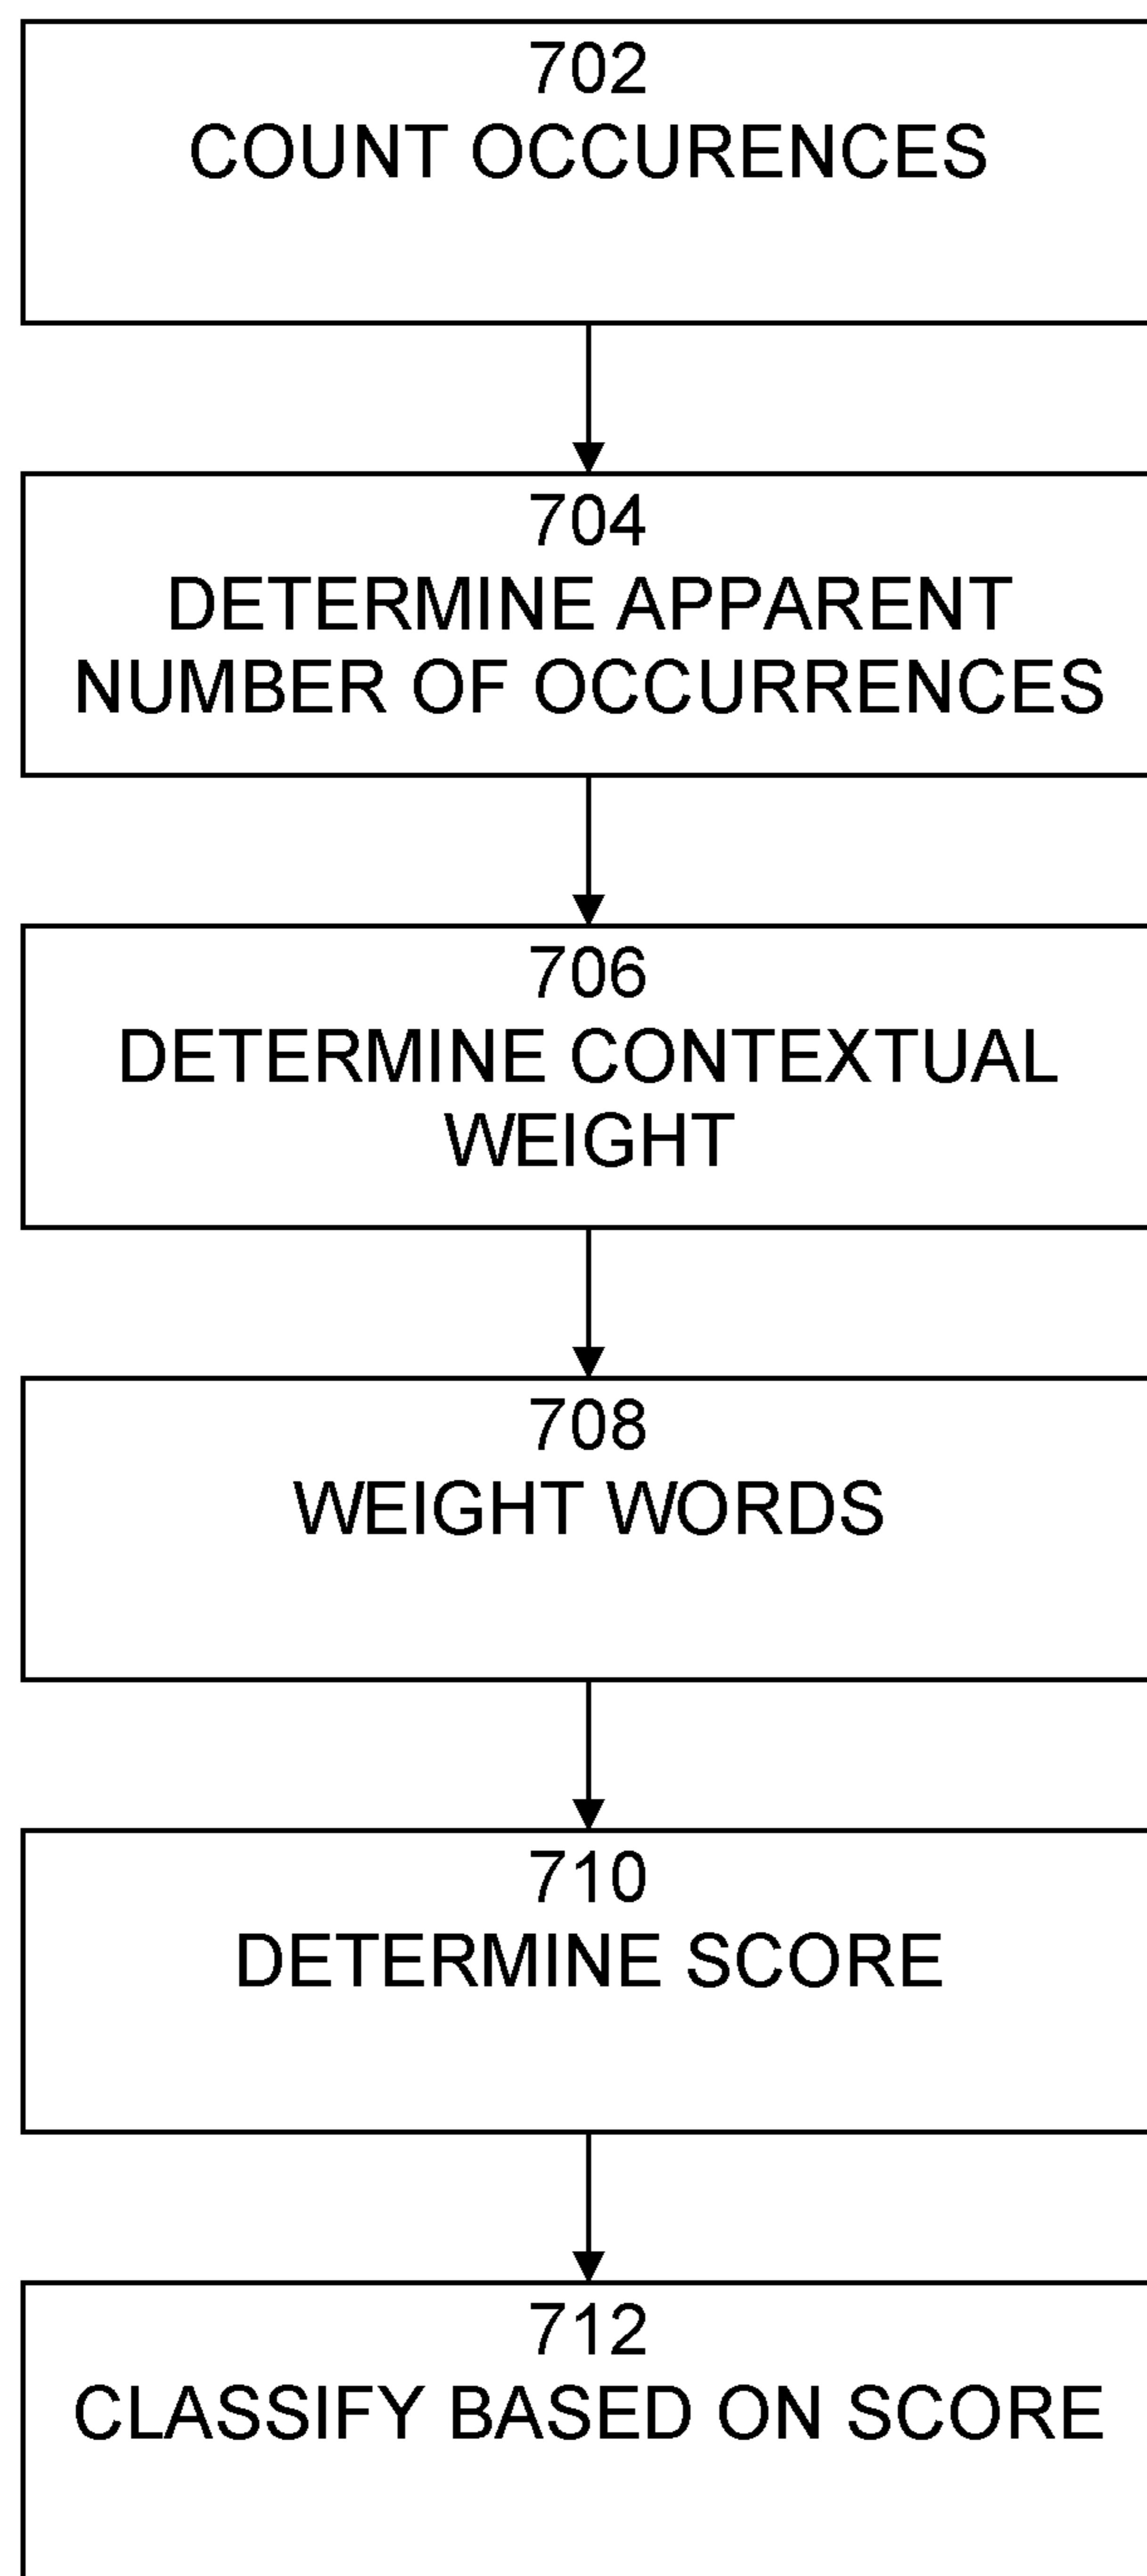 702
COUNT OCCURENCES
704
DETERMINE APPARENT
NUMBER OF OCCURRENCES
706
DETERMINE CONTEXTUAL
WEIGHT
708
WEIGHT WORDS
710
DETERMINE SCORE
712
CLASSIFY BASED ON SCORE